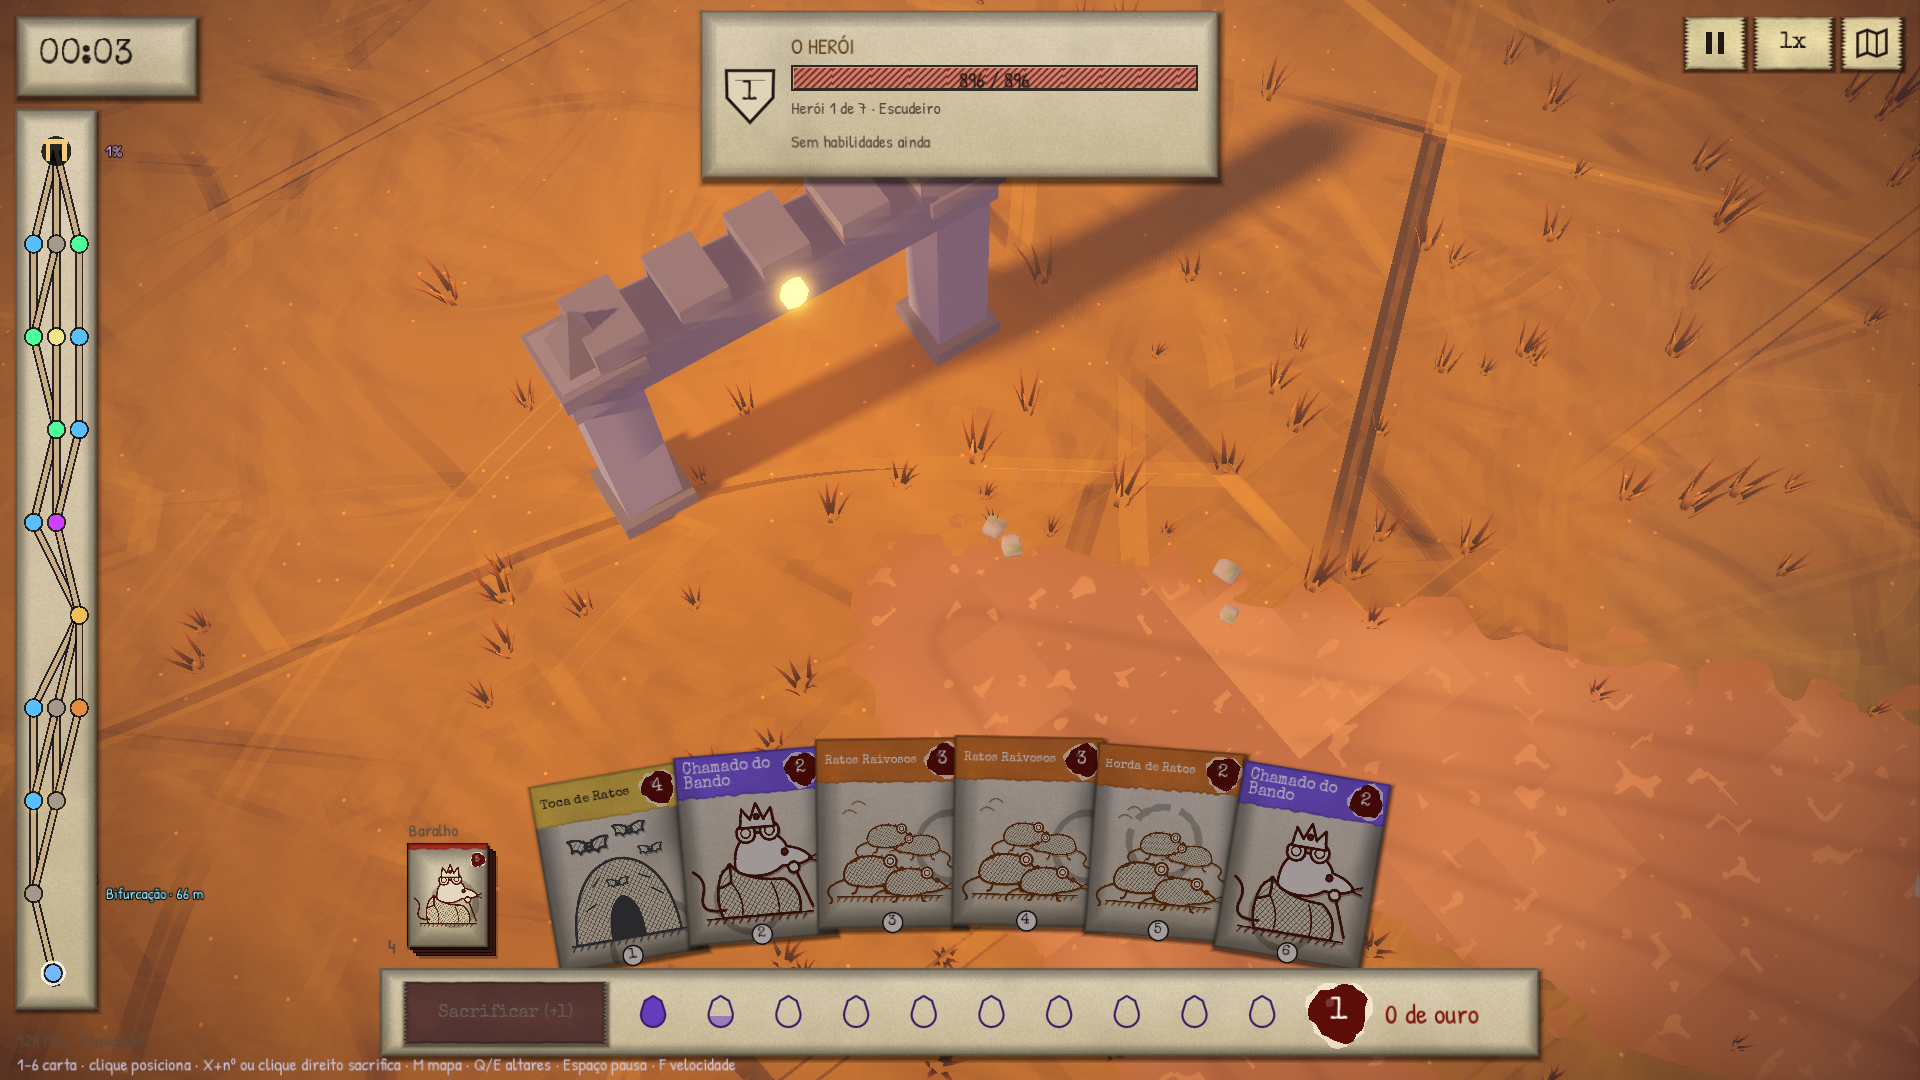 00:03
O HERÓI
1
896 / 896
Herói 1 de 7 · Escudeiro
Sem habilidades ainda
1x
1%
Bifurcação · 66 m
Baralho
4
Toca de Ratos
4
1
Chamado do Bando
2
2
Ratos Raivosos
3
3
Ratos Raivosos
3
4
Horda de Ratos
2
5
Chamado do Bando
2
6
Sacrificar (+1)
1
0 de ouro
1-6 carta · clique posiciona · X+nº ou clique direito sacrifica · M mapa · Q/E altares · Espaço pausa · F velocidade